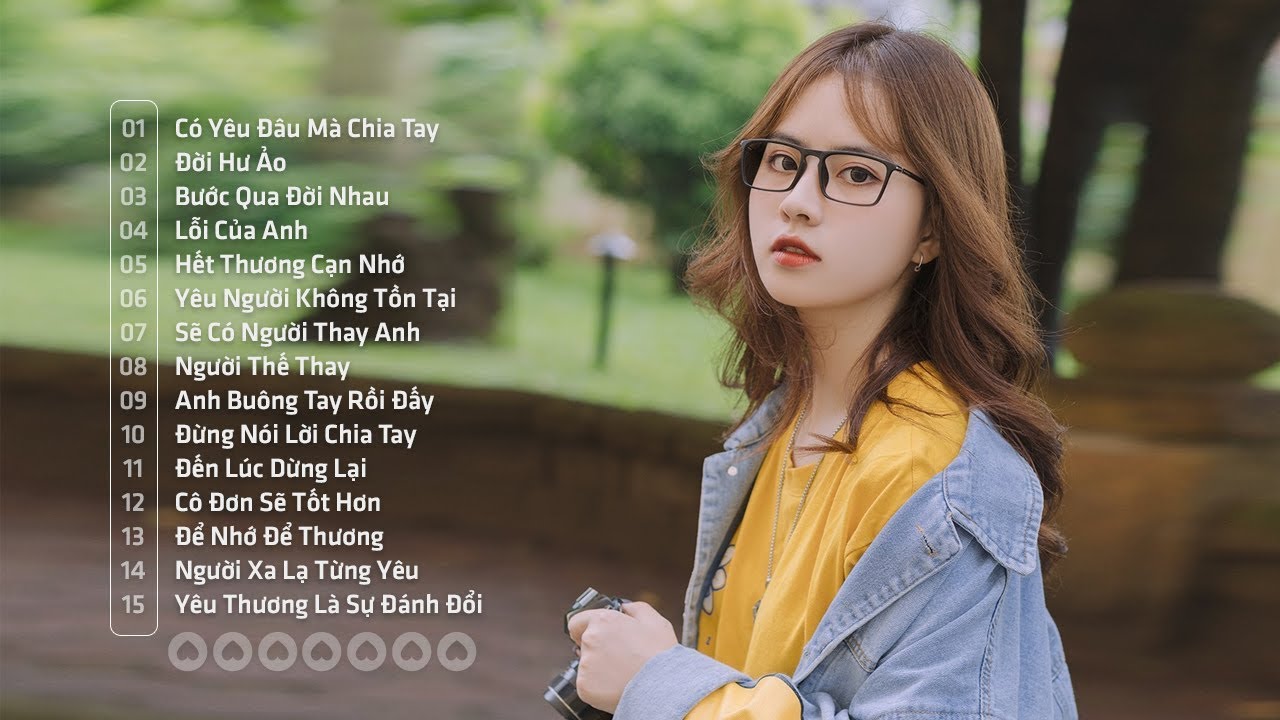 01 Có Yêu Đâu Mà Chia Tay
02 Đời Hư Ảo
03 Bước Qua Đời Nhau
04 Lỗi Của Anh
05 Hết Thương Cạn Nhớ
06 Yêu Người Không Tồn Tại
07 Sẽ Có Người Thay Anh
08 Người Thế Thay
09 Anh Buông Tay Rồi Đấy
10 Đừng Nói Lời Chia Tay
11 Đến Lúc Dừng Lại
12 Cô Đơn Sẽ Tốt Hơn
13 Để Nhớ Để Thương
14 Người Xa Lạ Từng Yêu
15 Yêu Thương Là Sự Đánh Đổi